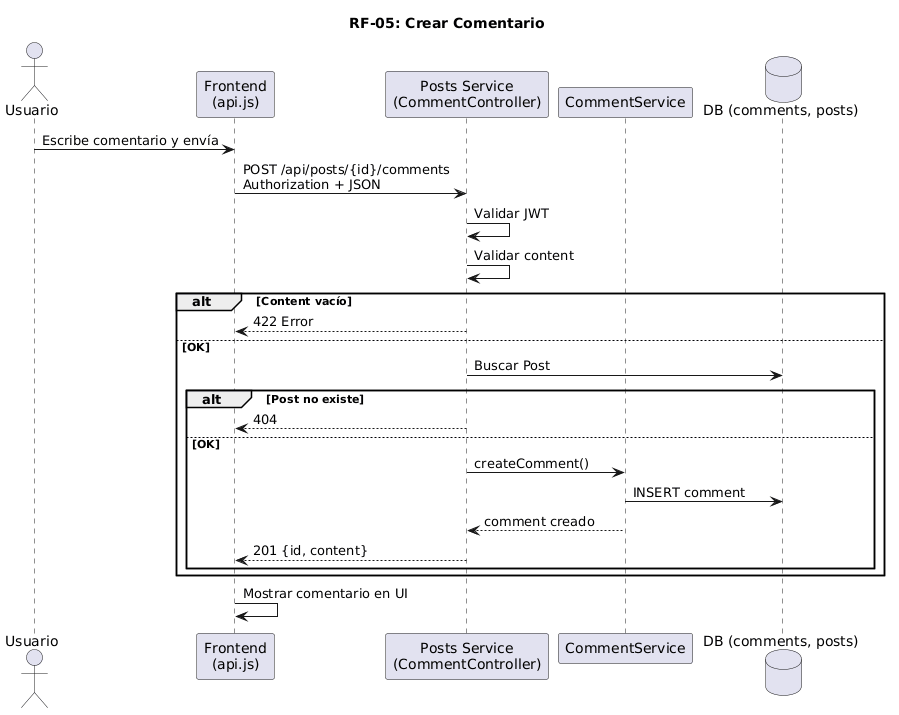 RF-05: Crear Comentario
Usuario
Frontend
(api.js)
Posts Service
(CommentController)
CommentService
DB (comments, posts)
Escribe comentario y envía
POST /api/posts/{id}/comments
Authorization + JSON
Validar JWT
Validar content
alt [Content vacío]
422 Error
[OK]
Buscar Post
alt [Post no existe]
404
[OK]
createComment()
INSERT comment
comment creado
201 {id, content}
Mostrar comentario en UI
Usuario
Frontend
(api.js)
Posts Service
(CommentController)
CommentService
DB (comments, posts)